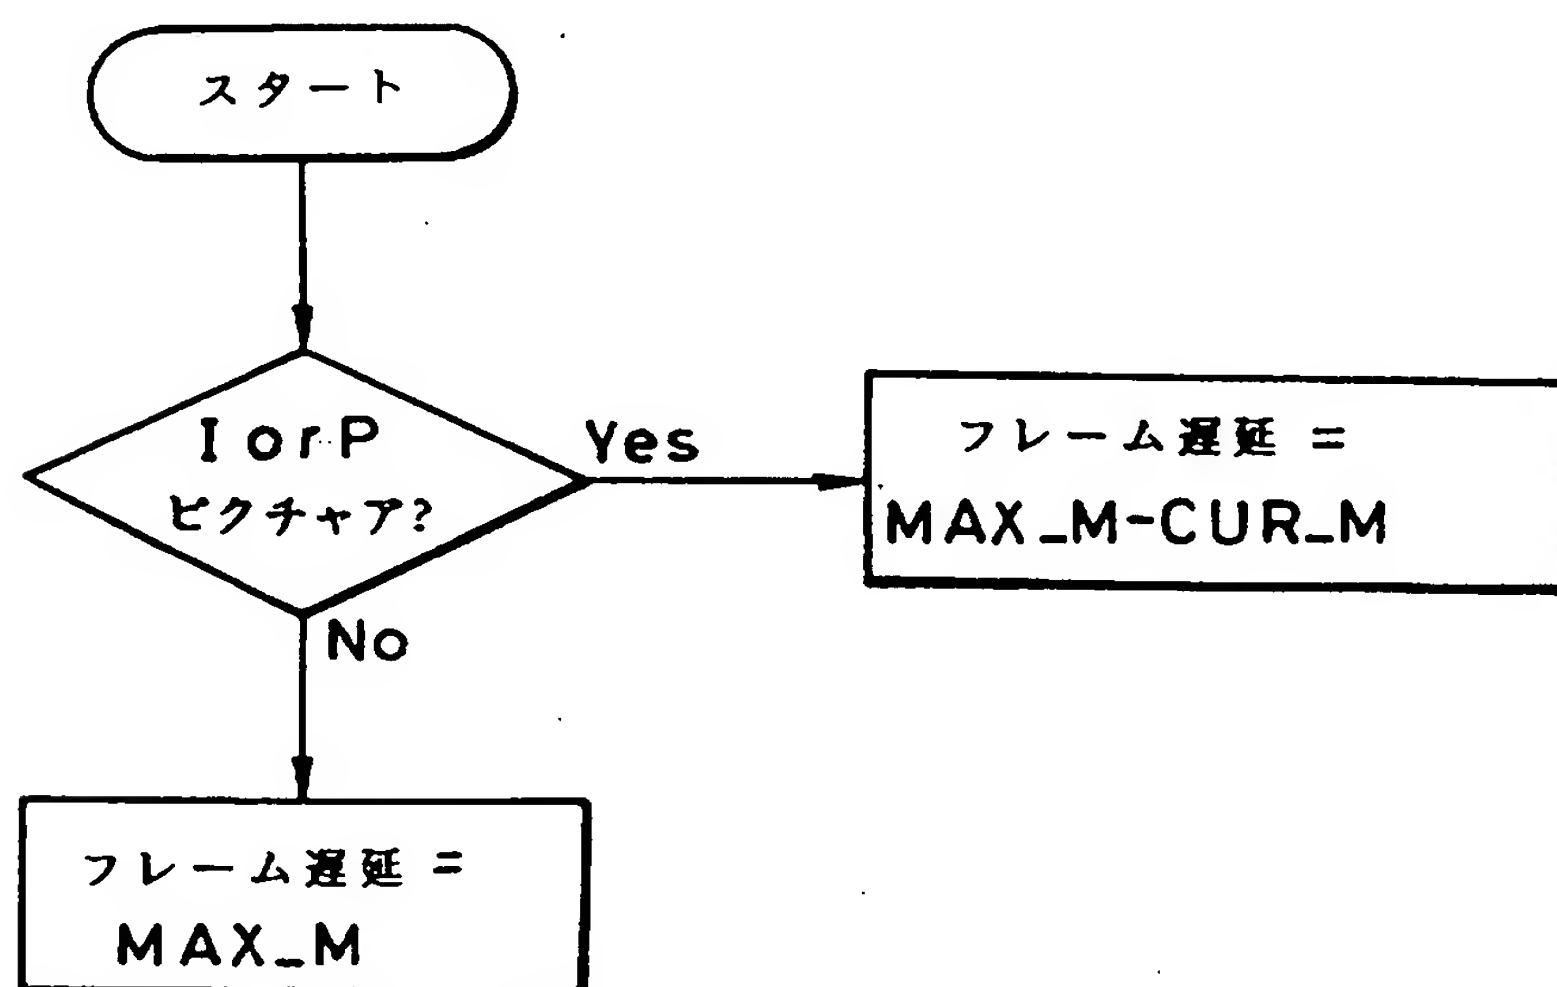 スタート
I or P
ピクチャア?
Yes
フレーム遅延 =
MAX_M-CUR_M
No
フレーム遅延 =
MAX_M